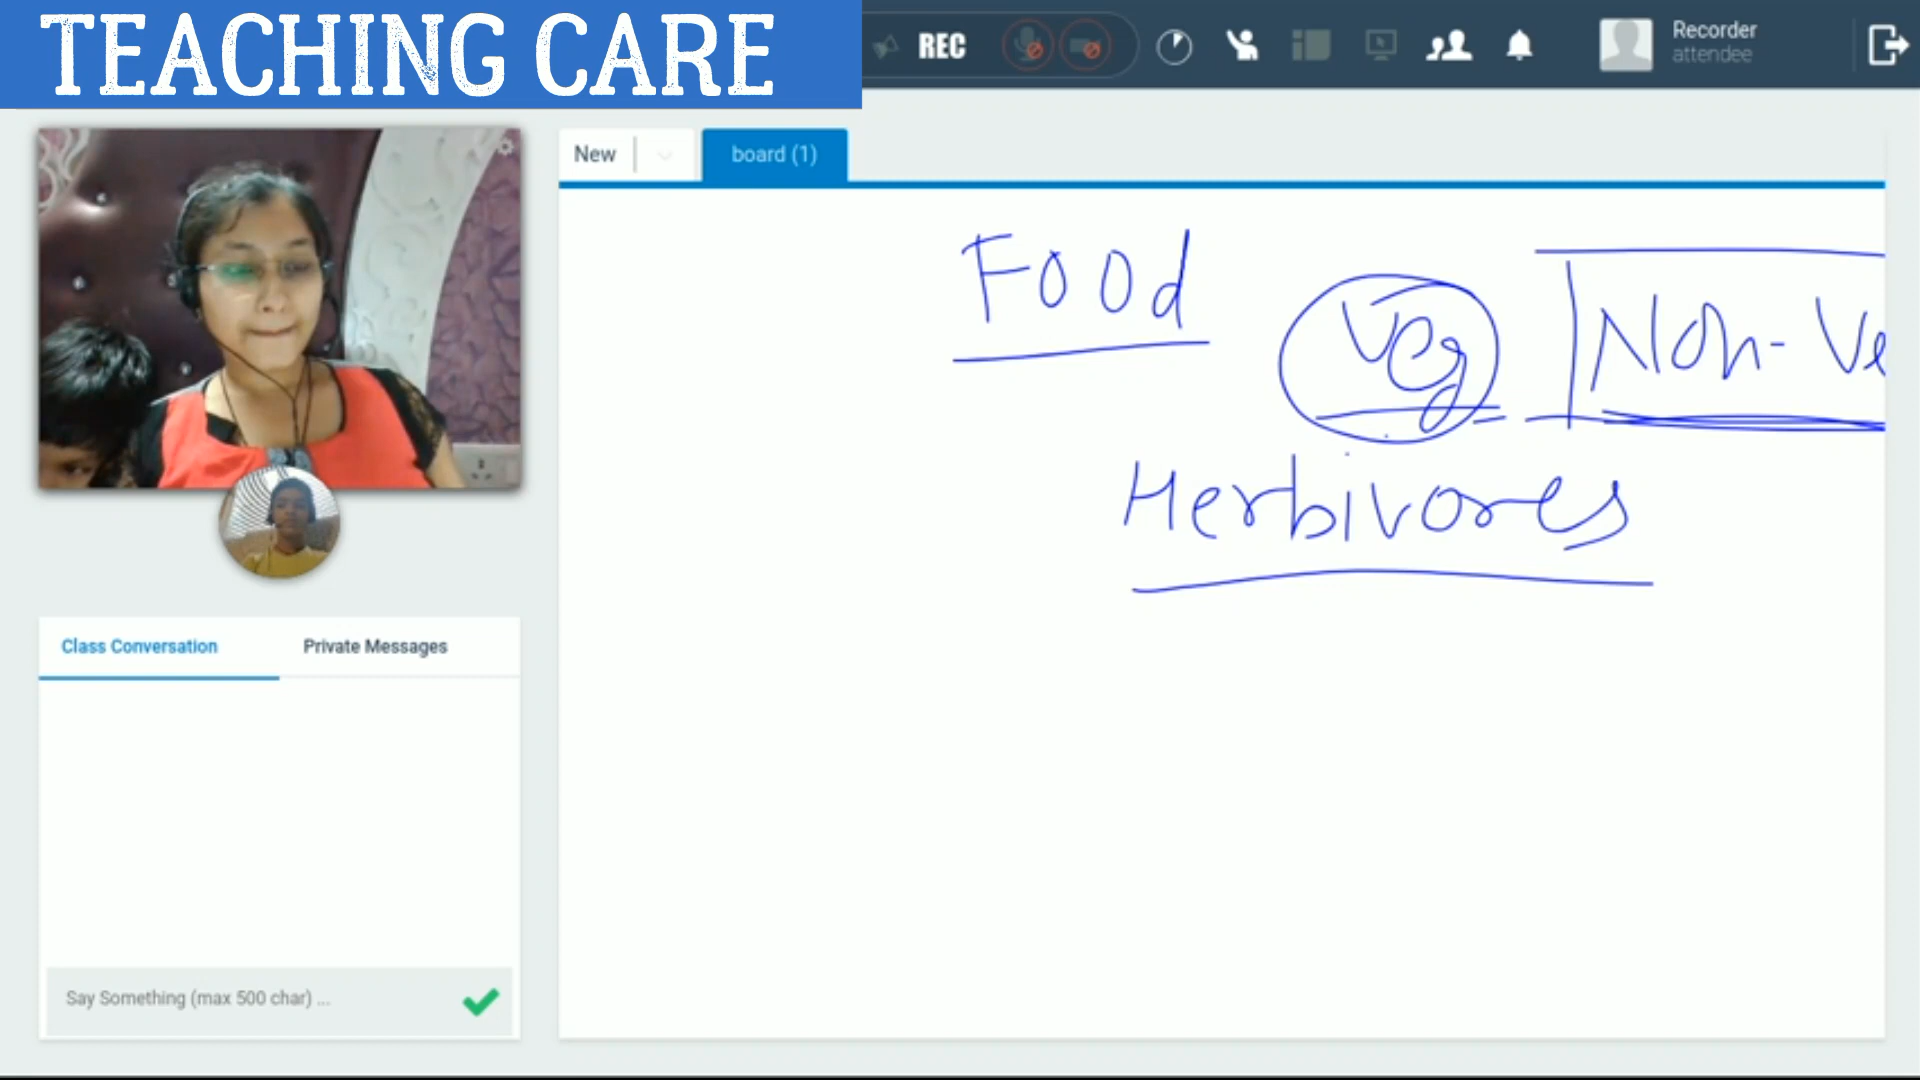 TEACHING CARE
REC
Recorder
attendee
New
board (1)
Food
Veg
Non-Ve
Herbivores
Class Conversation
Private Messages
Say Something (max 500 char) ...